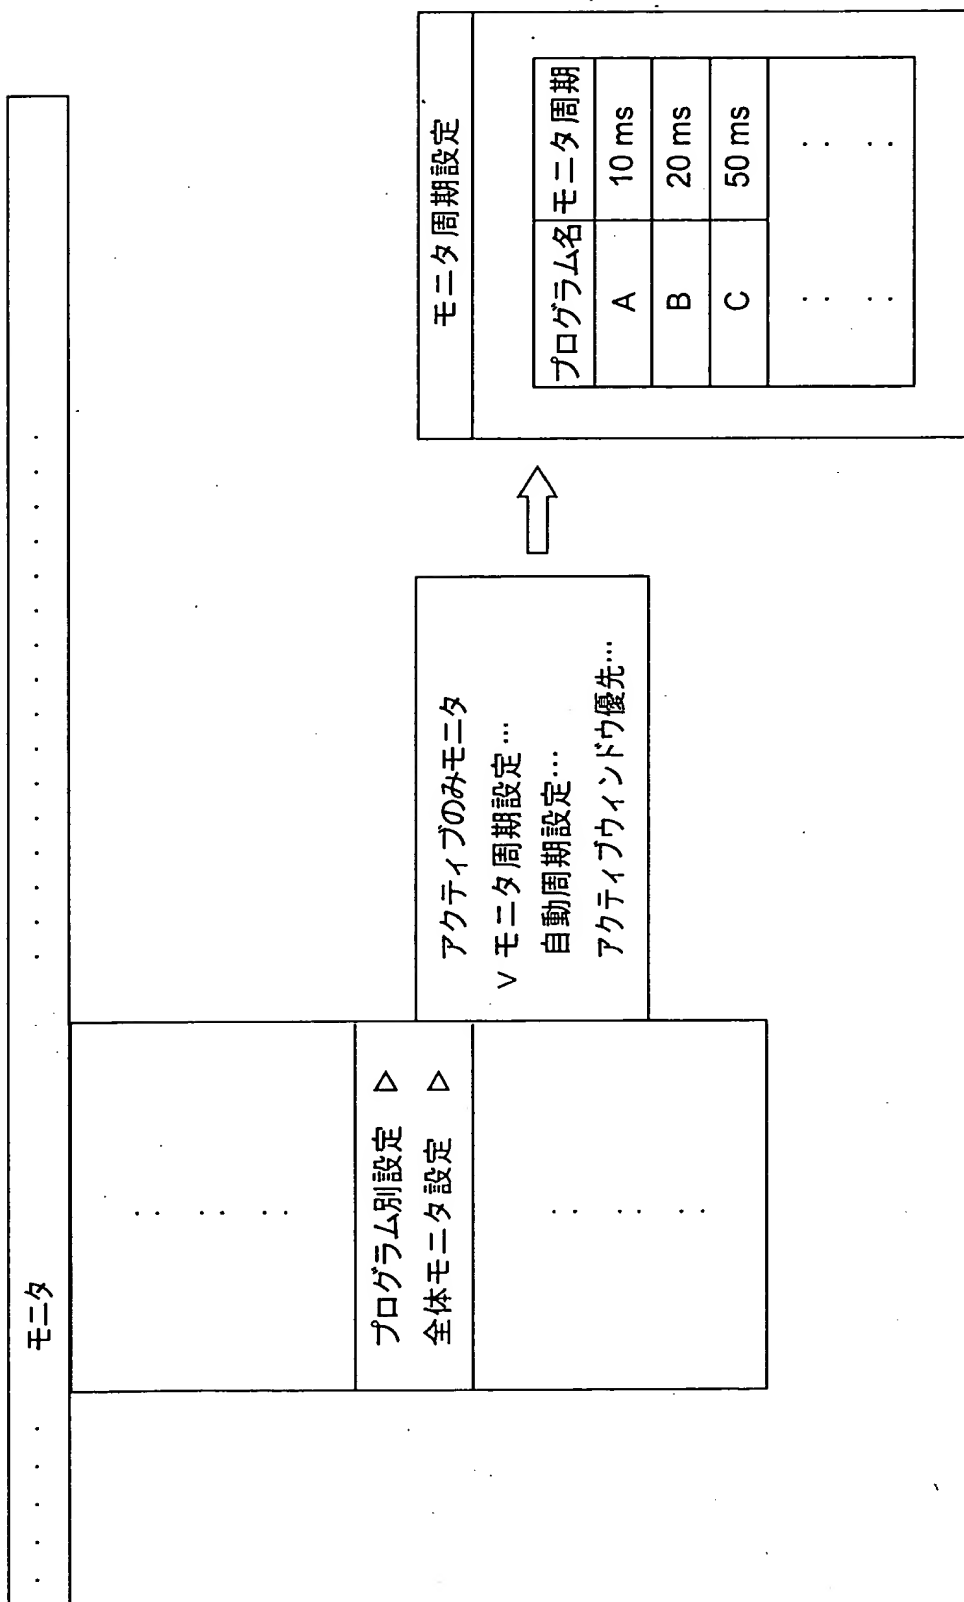 . . . . . モニタ . . . . . . . . . . . . . . . .
: : :
プログラム別設定 ▷
全体モニタ設定 ▷
: : :
アクティブのみモニタ
∨ モニタ周期設定…
自動周期設定…
アクティブウィンドウ優先…
モニタ周期設定
プログラム名 モニタ周期
A 10 ms
B 20 ms
C 50 ms
: : : :